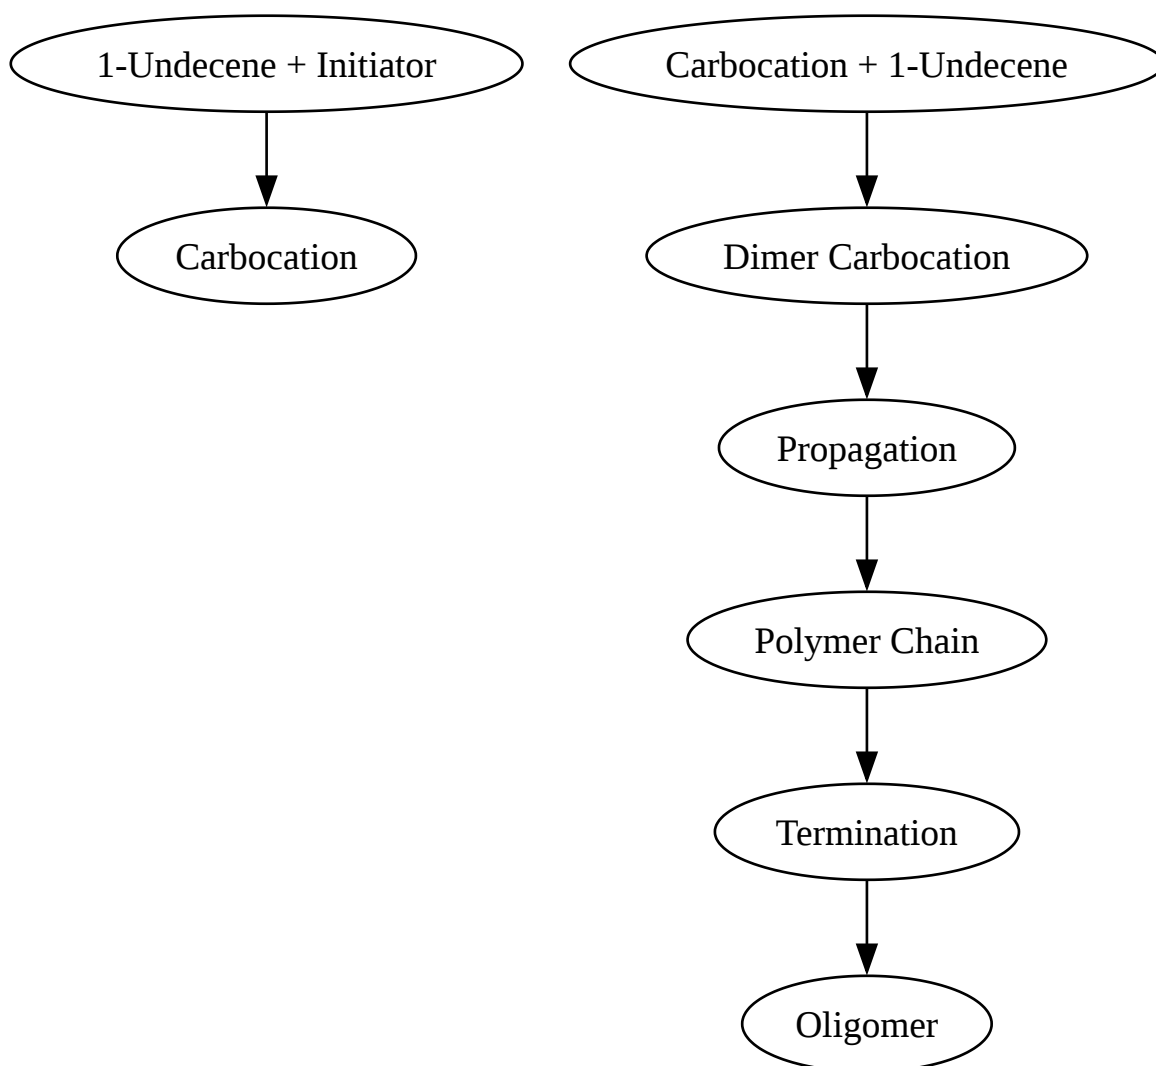 1-Undecene + Initiator
Carbocation + 1-Undecene
Carbocation
Dimer Carbocation
Propagation
Polymer Chain
Termination
Oligomer